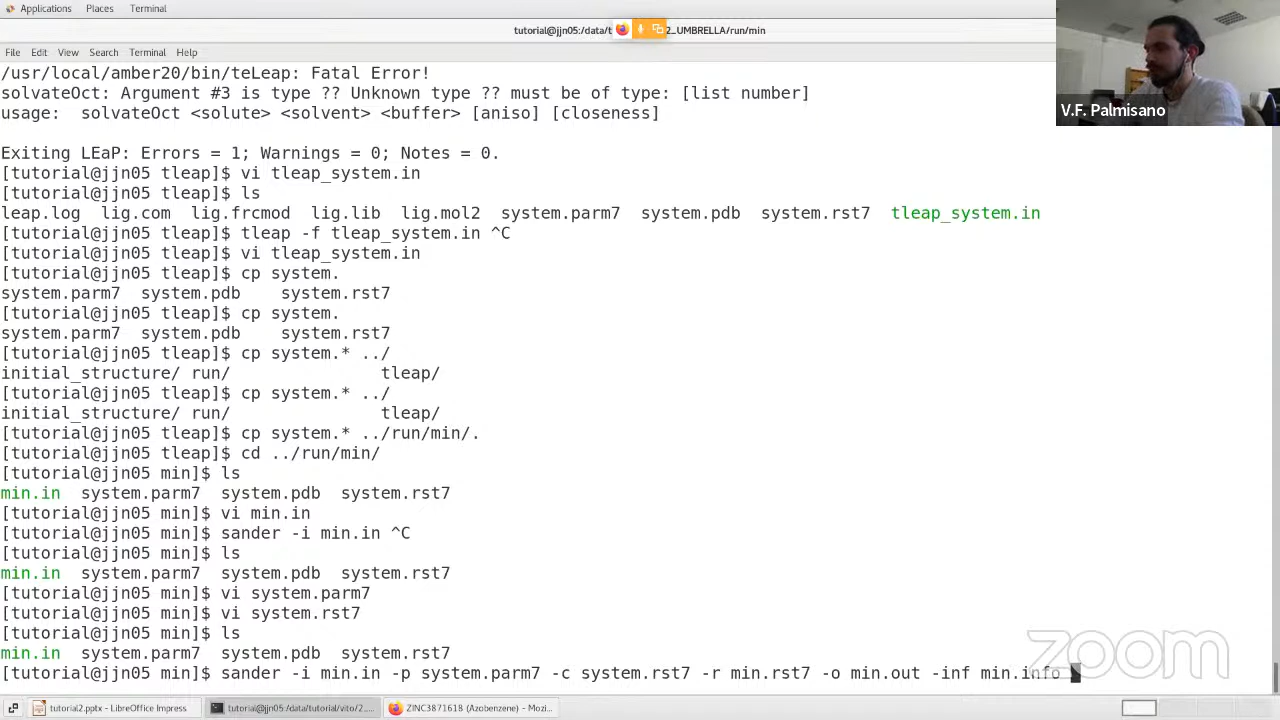 Applications Places Terminal
tutorial@jjn05:/data/t 2_UMBRELLA/run/min
File Edit View Search Terminal Help
/usr/local/amber20/bin/teLeap: Fatal Error!
solvateOct: Argument #3 is type ?? Unknown type ?? must be of type: [list number]
usage:  solvateOct <solute> <solvent> <buffer> [aniso] [closeness]
Exiting LEaP: Errors = 1; Warnings = 0; Notes = 0.
[tutorial@jjn05 tleap]$ vi tleap_system.in
[tutorial@jjn05 tleap]$ ls
leap.log  lig.com  lig.frcmod  lig.lib  lig.mol2  system.parm7  system.pdb  system.rst7  tleap_system.in
[tutorial@jjn05 tleap]$ tleap -f tleap_system.in ^C
[tutorial@jjn05 tleap]$ vi tleap_system.in
[tutorial@jjn05 tleap]$ cp system.
system.parm7  system.pdb    system.rst7
[tutorial@jjn05 tleap]$ cp system.
system.parm7  system.pdb    system.rst7
[tutorial@jjn05 tleap]$ cp system.* ../
initial_structure/ run/               tleap/
[tutorial@jjn05 tleap]$ cp system.* ../
initial_structure/ run/               tleap/
[tutorial@jjn05 tleap]$ cp system.* ../run/min/.
[tutorial@jjn05 tleap]$ cd ../run/min/
[tutorial@jjn05 min]$ ls
min.in  system.parm7  system.pdb  system.rst7
[tutorial@jjn05 min]$ vi min.in
[tutorial@jjn05 min]$ sander -i min.in ^C
[tutorial@jjn05 min]$ ls
min.in  system.parm7  system.pdb  system.rst7
[tutorial@jjn05 min]$ vi system.parm7
[tutorial@jjn05 min]$ vi system.rst7
[tutorial@jjn05 min]$ ls
min.in  system.parm7  system.pdb  system.rst7
[tutorial@jjn05 min]$ sander -i min.in -p system.parm7 -c system.rst7 -r min.rst7 -o min.out -inf min.info
V.F. Palmisano
zoom
tutorial2.pptx - LibreOffice Impress
tutorial@jjn05:/data/tutorial/vito/2...
ZINC3871618 (Azobenzene) - Mozi...